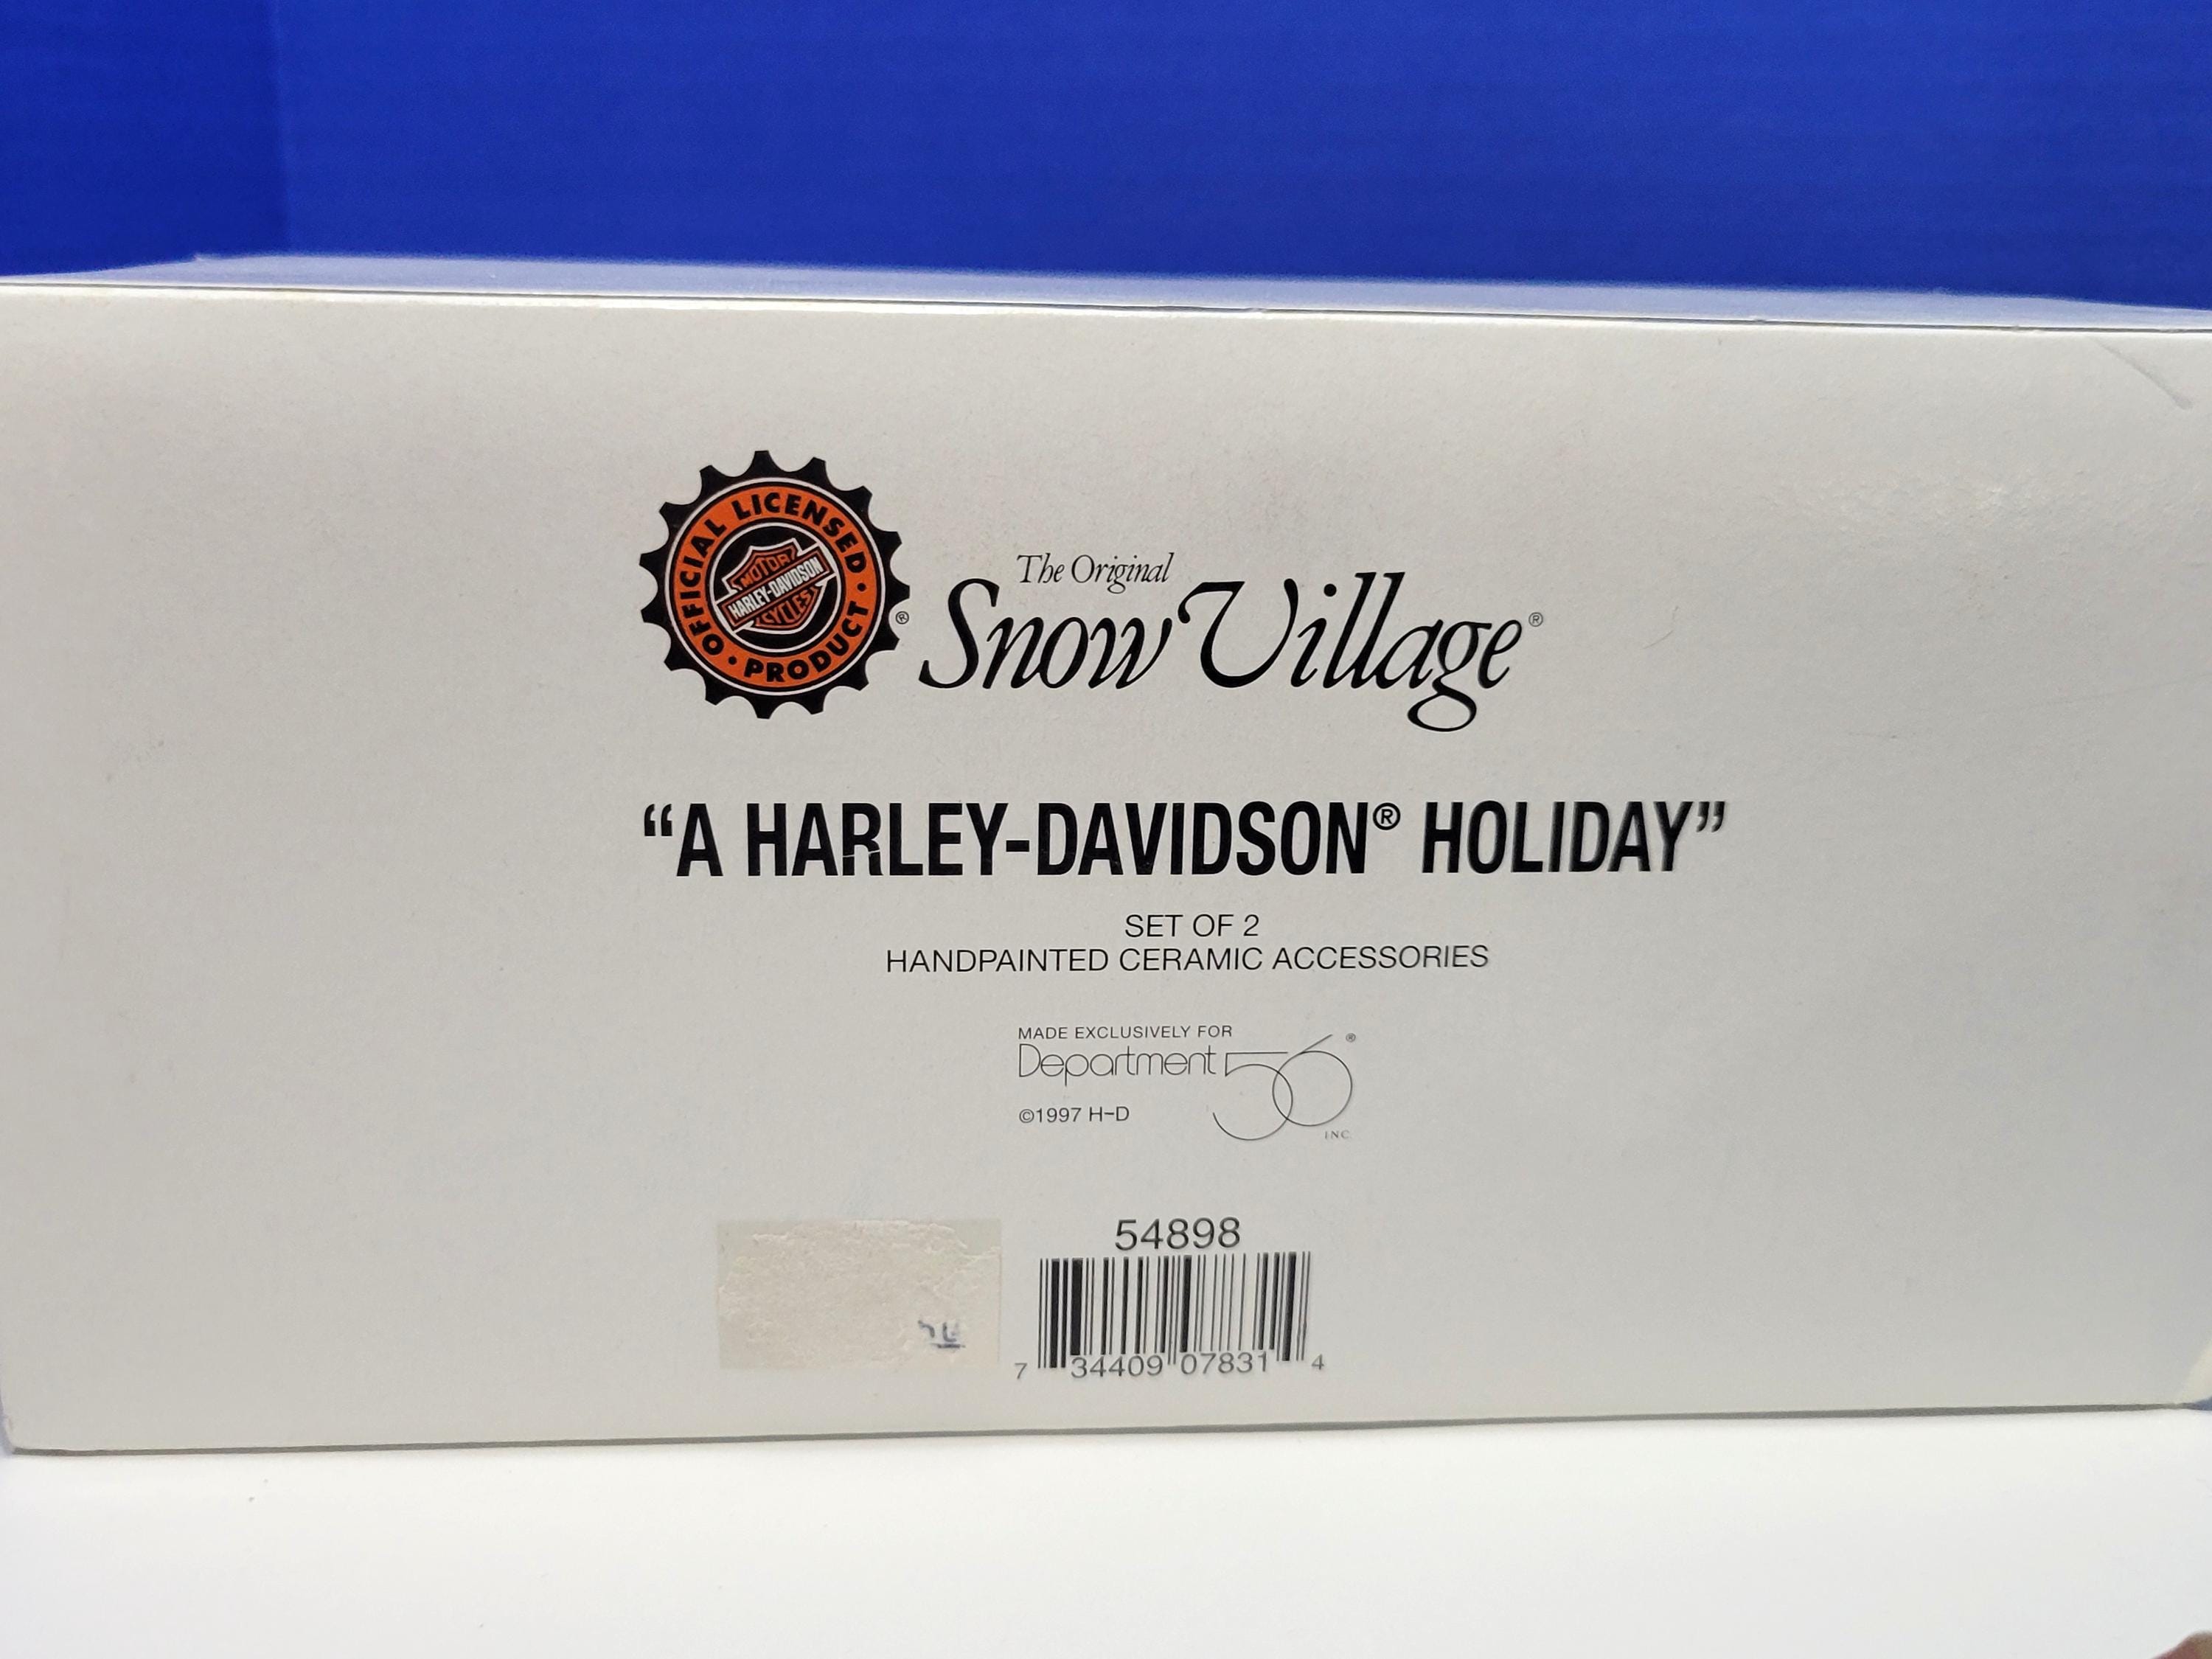 OFFICIAL LICENSED
• PRODUCT •
MOTOR
HARLEY-DAVIDSON
CYCLES
®
The Original
Snow Village®
“A HARLEY-DAVIDSON® HOLIDAY”
SET OF 2
HANDPAINTED CERAMIC ACCESSORIES
MADE EXCLUSIVELY FOR
Department 56®
©1997 H-D
INC.
54898
7 34409 07831 4